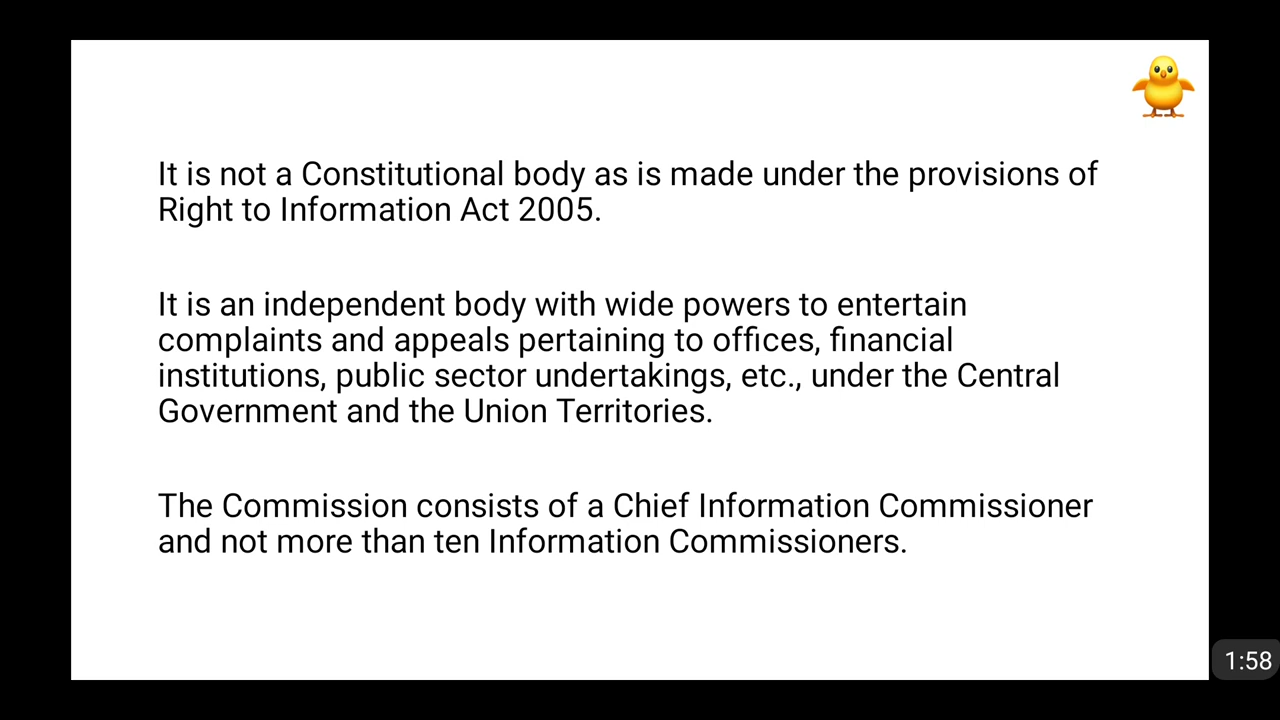 It is not a Constitutional body as is made under the provisions of
Right to Information Act 2005.
It is an independent body with wide powers to entertain
complaints and appeals pertaining to offices, financial
institutions, public sector undertakings, etc., under the Central
Government and the Union Territories.
The Commission consists of a Chief Information Commissioner
and not more than ten Information Commissioners.
1:58